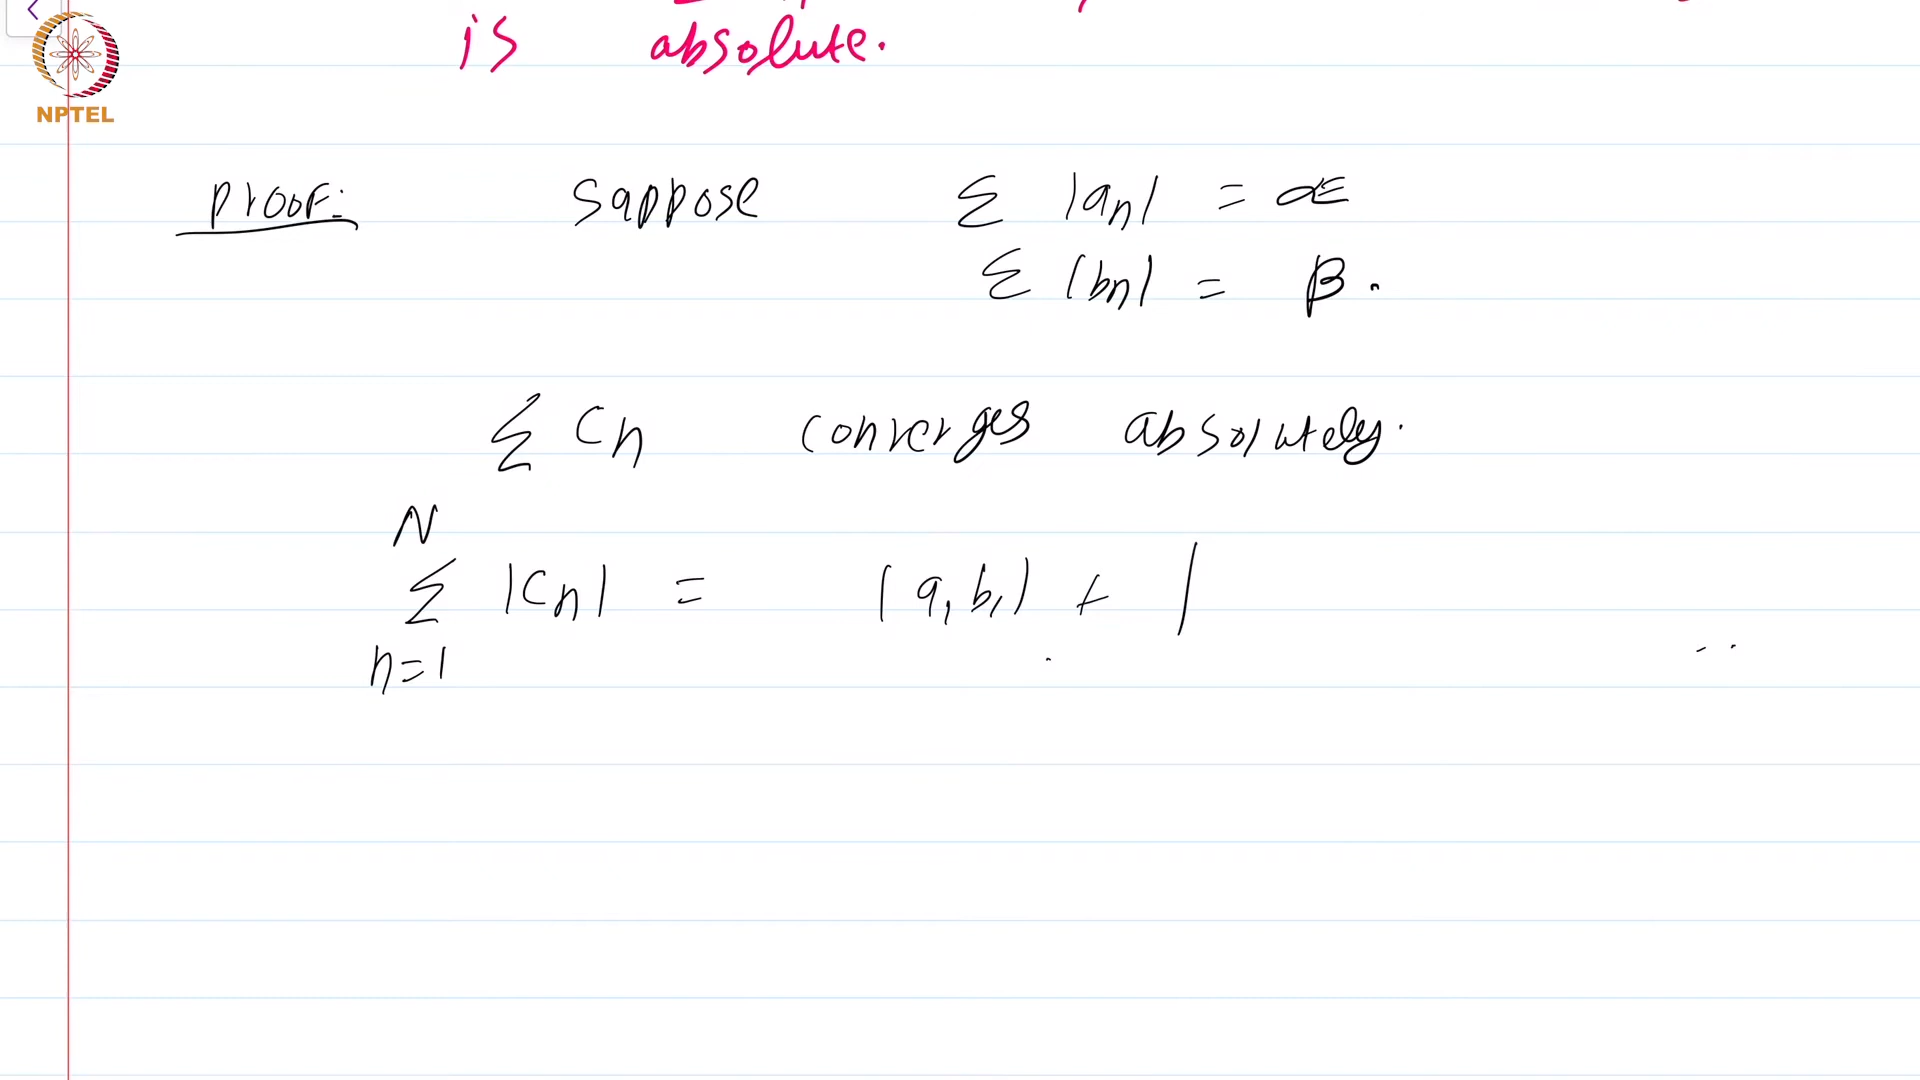 is absolute.
NPTEL
Proof: Suppose Σ |an| = α
Σ |bn| = β.
Σ Cn converges absolutely.
N
Σ |Cn| = |a1b1| + |
n=1